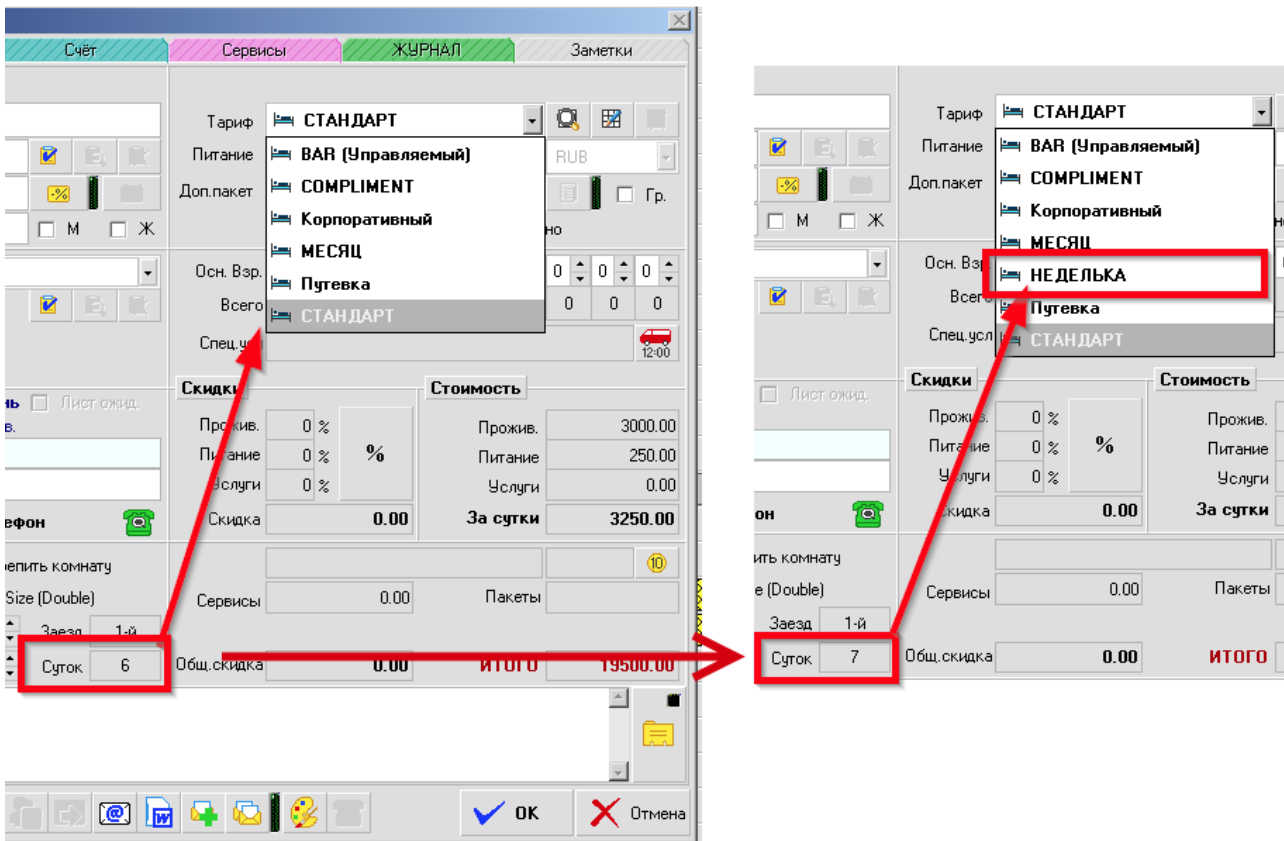 Счёт Сервисы ЖУРНАЛ Заметки
Тариф СТАНДАРТ
Питание BAR (Управляемый) RUB
Доп.пакет COMPLIMENT Гр.
М Ж Корпоративный но
МЕСЯЦ
Осн. Взр. Путевка 0 0 0
Всего СТАНДАРТ 0 0 0
Спец.усл 12:00
Скидки Стоимость
нь Лист ожид.
в. Прожив. 0 % Прожив. 3000.00
Питание 0 % % Питание 250.00
Услуги 0 % Услуги 0.00
ефон Скидка 0.00 За сутки 3250.00
епить комнату 10
Size (Double) Сервисы 0.00 Пакеты
Заезд 1-й
Суток 6 Общ.скидка 0.00 ИТОГО 19500.00
@ W OK Отмена
Тариф СТАНДАРТ
Питание BAR (Управляемый)
Доп.пакет COMPLIMENT
М Ж Корпоративный
МЕСЯЦ
Осн. Взр НЕДЕЛЬКА
Всего Путевка
Спец.усл СТАНДАРТ
Скидки Стоимость
Лист ожид.
Прожив. 0 % Прожив.
Питание 0 % % Питание
Услуги 0 % Услуги
он Скидка 0.00 За сутки
ить комнату
e (Double) Сервисы 0.00 Пакеты
Заезд 1-й
Суток 7 Общ.скидка 0.00 ИТОГО